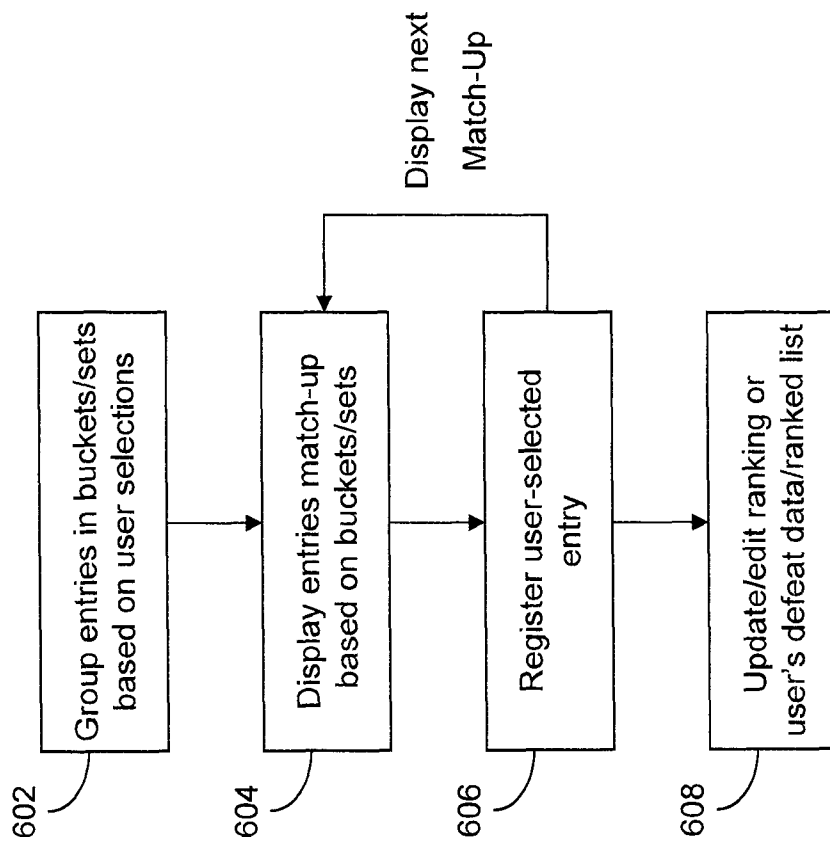 602
Group entries in buckets/sets
based on user selections
604
Display entries match-up
based on buckets/sets
Display next
Match-Up
606
Register user-selected
entry
608
Update/edit ranking or
user's defeat data/ranked list